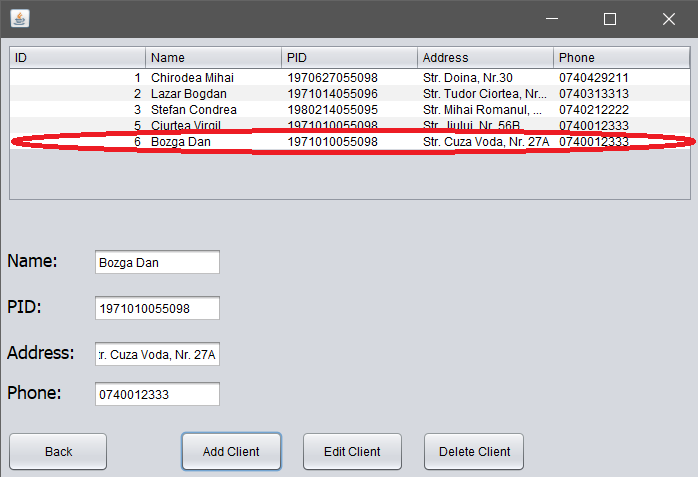 ID Name PID Address Phone
1 Chirodea Mihai 1970627055098 Str. Doina, Nr.30 0740429211
2 Lazar Bogdan 1971014055096 Str. Tudor Ciortea, Nr... 0740313313
3 Stefan Condrea 1980214055095 Str. Mihai Romanul, ... 0740212222
5 Ciurtea Virgil 1971010055098 Str. Jiului, Nr. 56B 0740012333
6 Bozga Dan 1971010055098 Str. Cuza Voda, Nr. 27A 0740012333
Name: Bozga Dan
PID: 1971010055098
Address: r. Cuza Voda, Nr. 27A
Phone: 0740012333
Back Add Client Edit Client Delete Client